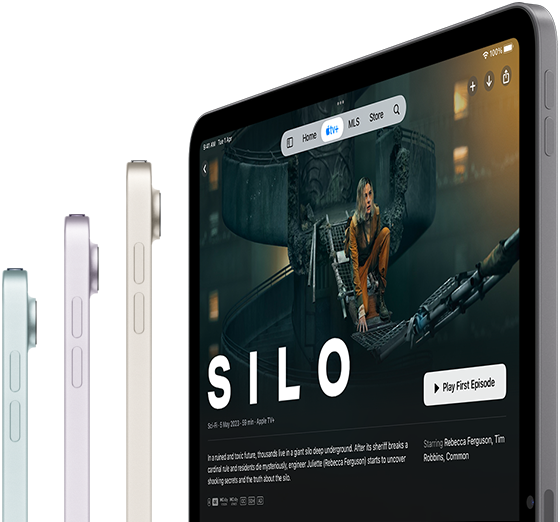 9:41 AM Tue 1 Apr
100%
Home tv+ MLS Store
SILO
Sci-Fi · 5 May 2023 · 59 min · Apple TV+
Play First Episode
In a ruined and toxic future, thousands live in a giant silo deep underground. After its sheriff breaks a
cardinal rule and residents die mysteriously, engineer Juliette (Rebecca Ferguson) starts to uncover
shocking secrets and the truth about the silo.
Starring Rebecca Ferguson, Tim
Robbins, Common